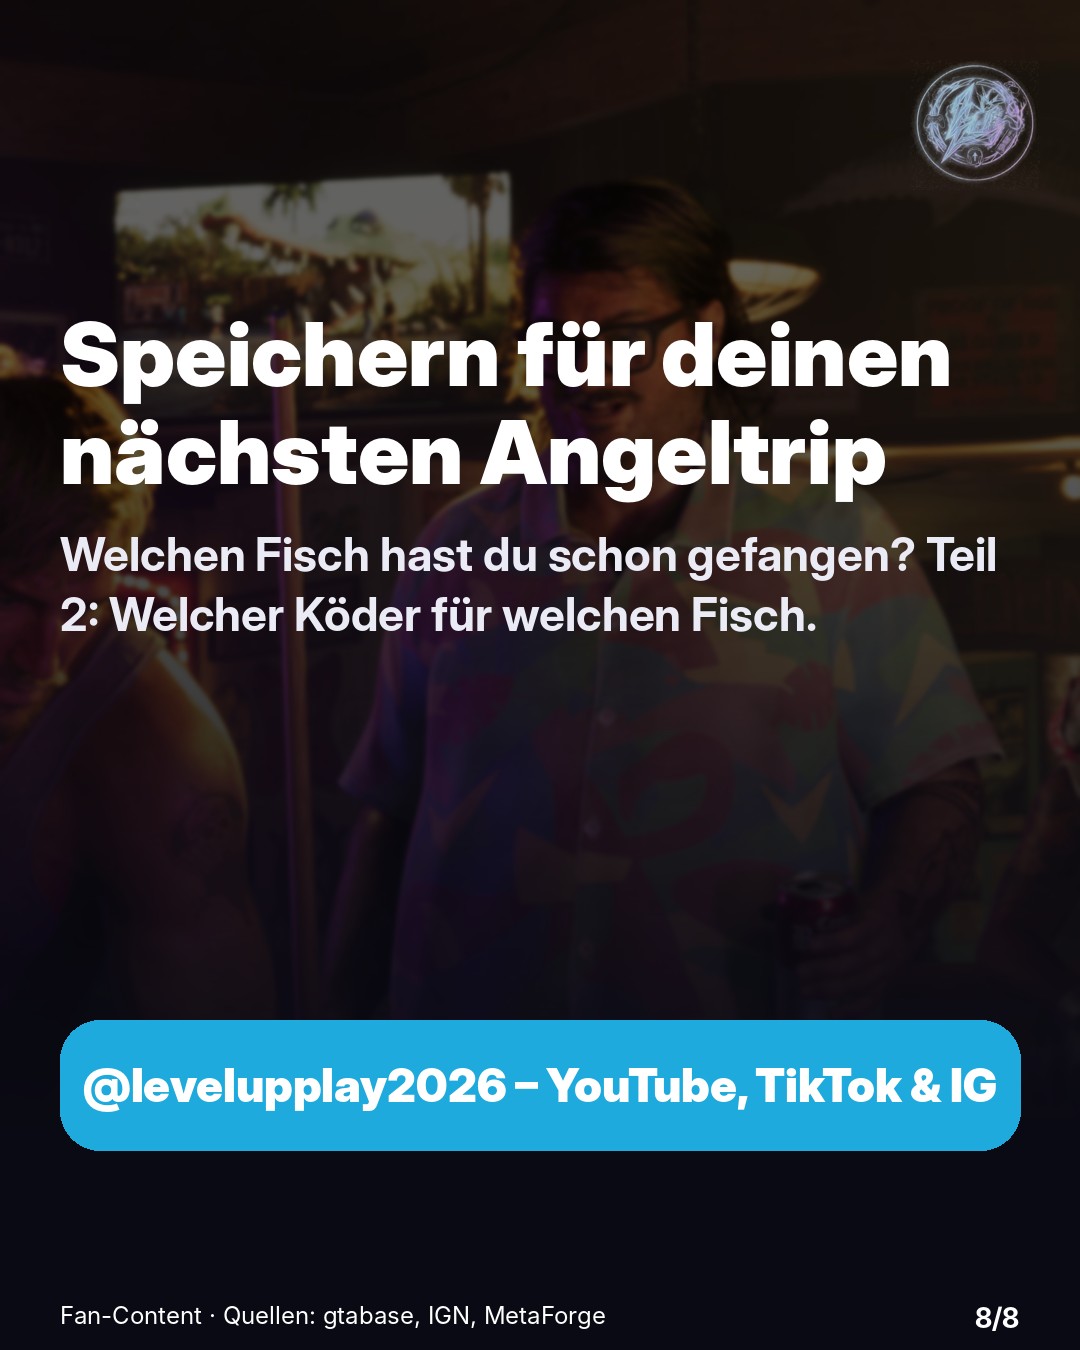 Speichern für deinen
nächsten Angeltrip
Welchen Fisch hast du schon gefangen? Teil
2: Welcher Köder für welchen Fisch.
@levelupplay2026 – YouTube, TikTok & IG
Fan-Content · Quellen: gtabase, IGN, MetaForge
8/8